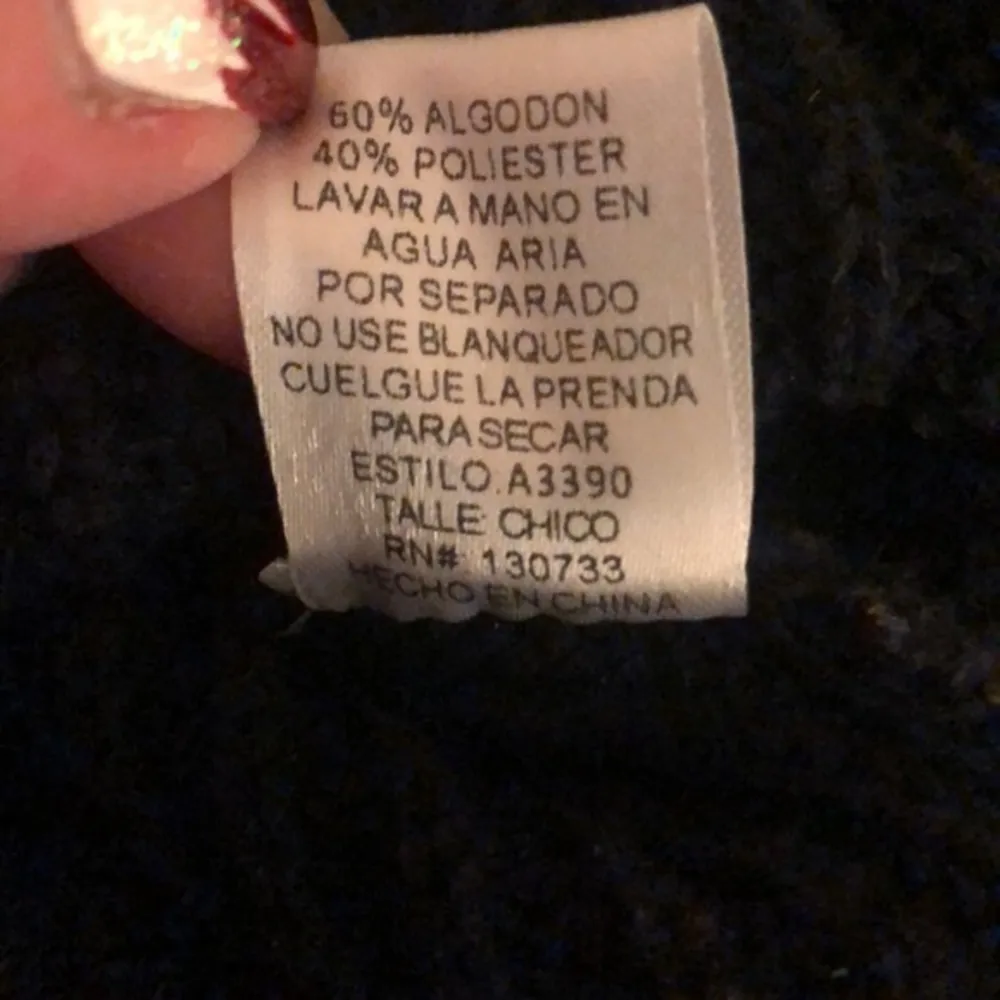 60% ALGODON
40% POLIESTER
LAVAR A MANO EN
AGUA ARIA
POR SEPARADO
NO USE BLANQUEADOR
CUELGUE LA PRENDA
PARA SECAR
ESTILO. A3390
TALLE: CHICO
RN#: 130733
HECHO EN CHINA